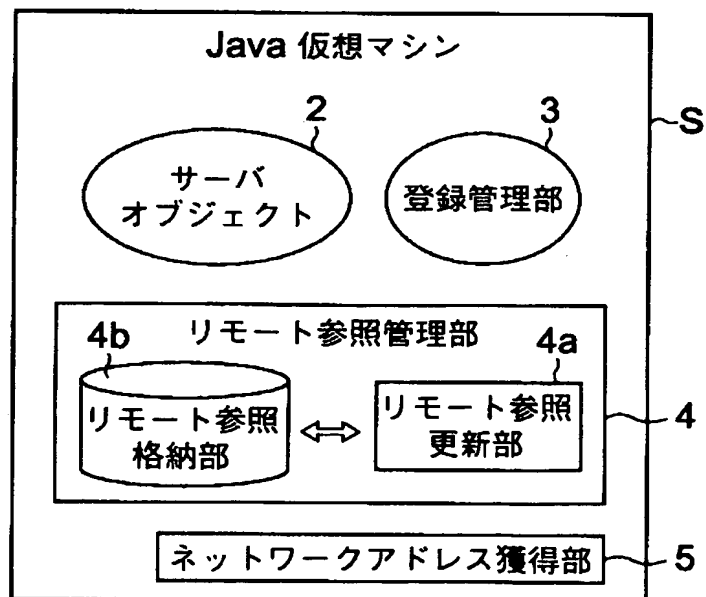 Java 仮想マシン
2
3
S
サーバ
オブジェクト
登録管理部
リモート参照管理部
4b
4a
リモート参照
格納部
リモート参照
更新部
4
ネットワークアドレス獲得部
5